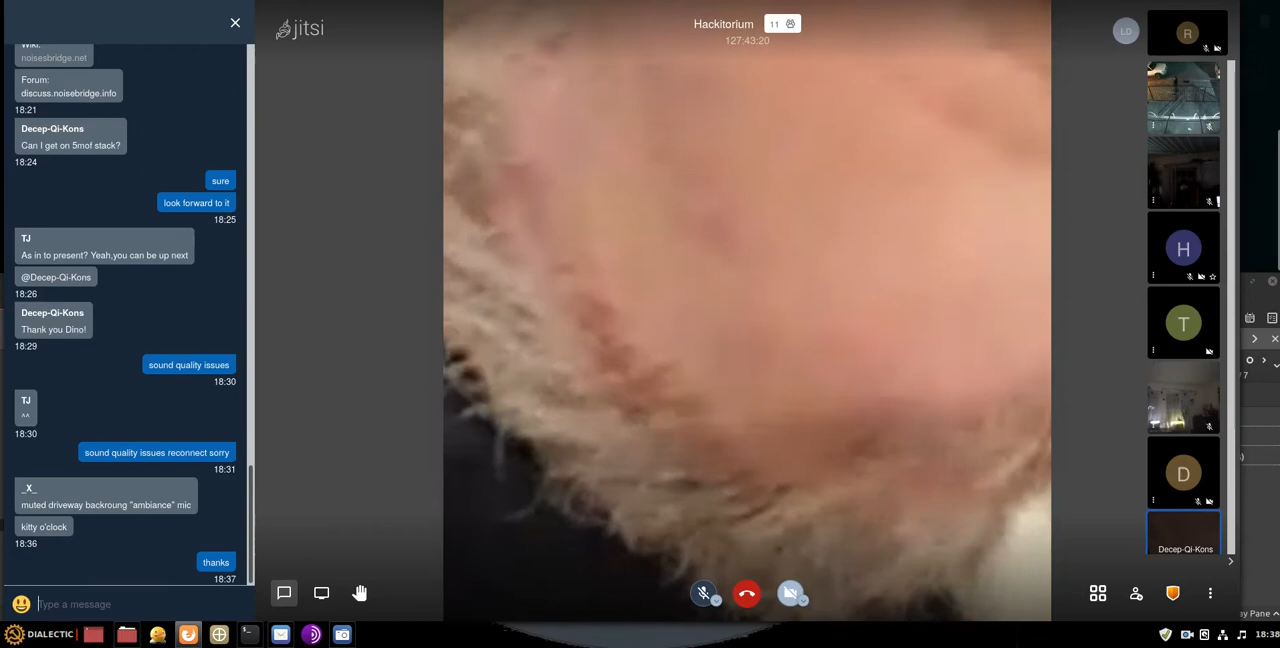 Wiki:
noisesbridge.net
Forum:
discuss.noisebridge.info
18:21
Decep-Qi-Kons
Can I get on 5mof stack?
18:24
sure
look forward to it
18:25
TJ
As in to present? Yeah,you can be up next
@Decep-Qi-Kons
18:26
Decep-Qi-Kons
Thank you Dino!
18:29
sound quality issues
18:30
TJ
^^
18:30
sound quality issues reconnect sorry
18:31
_X_
muted driveway backroung "ambiance" mic
kitty o'clock
18:36
thanks
18:37
Type a message
jitsi
Hackitorium
11
127:43:20
LD
R
H
T
D
Decep-Qi-Kons
/ 7
ay Pane
DIALECTIC
18:38